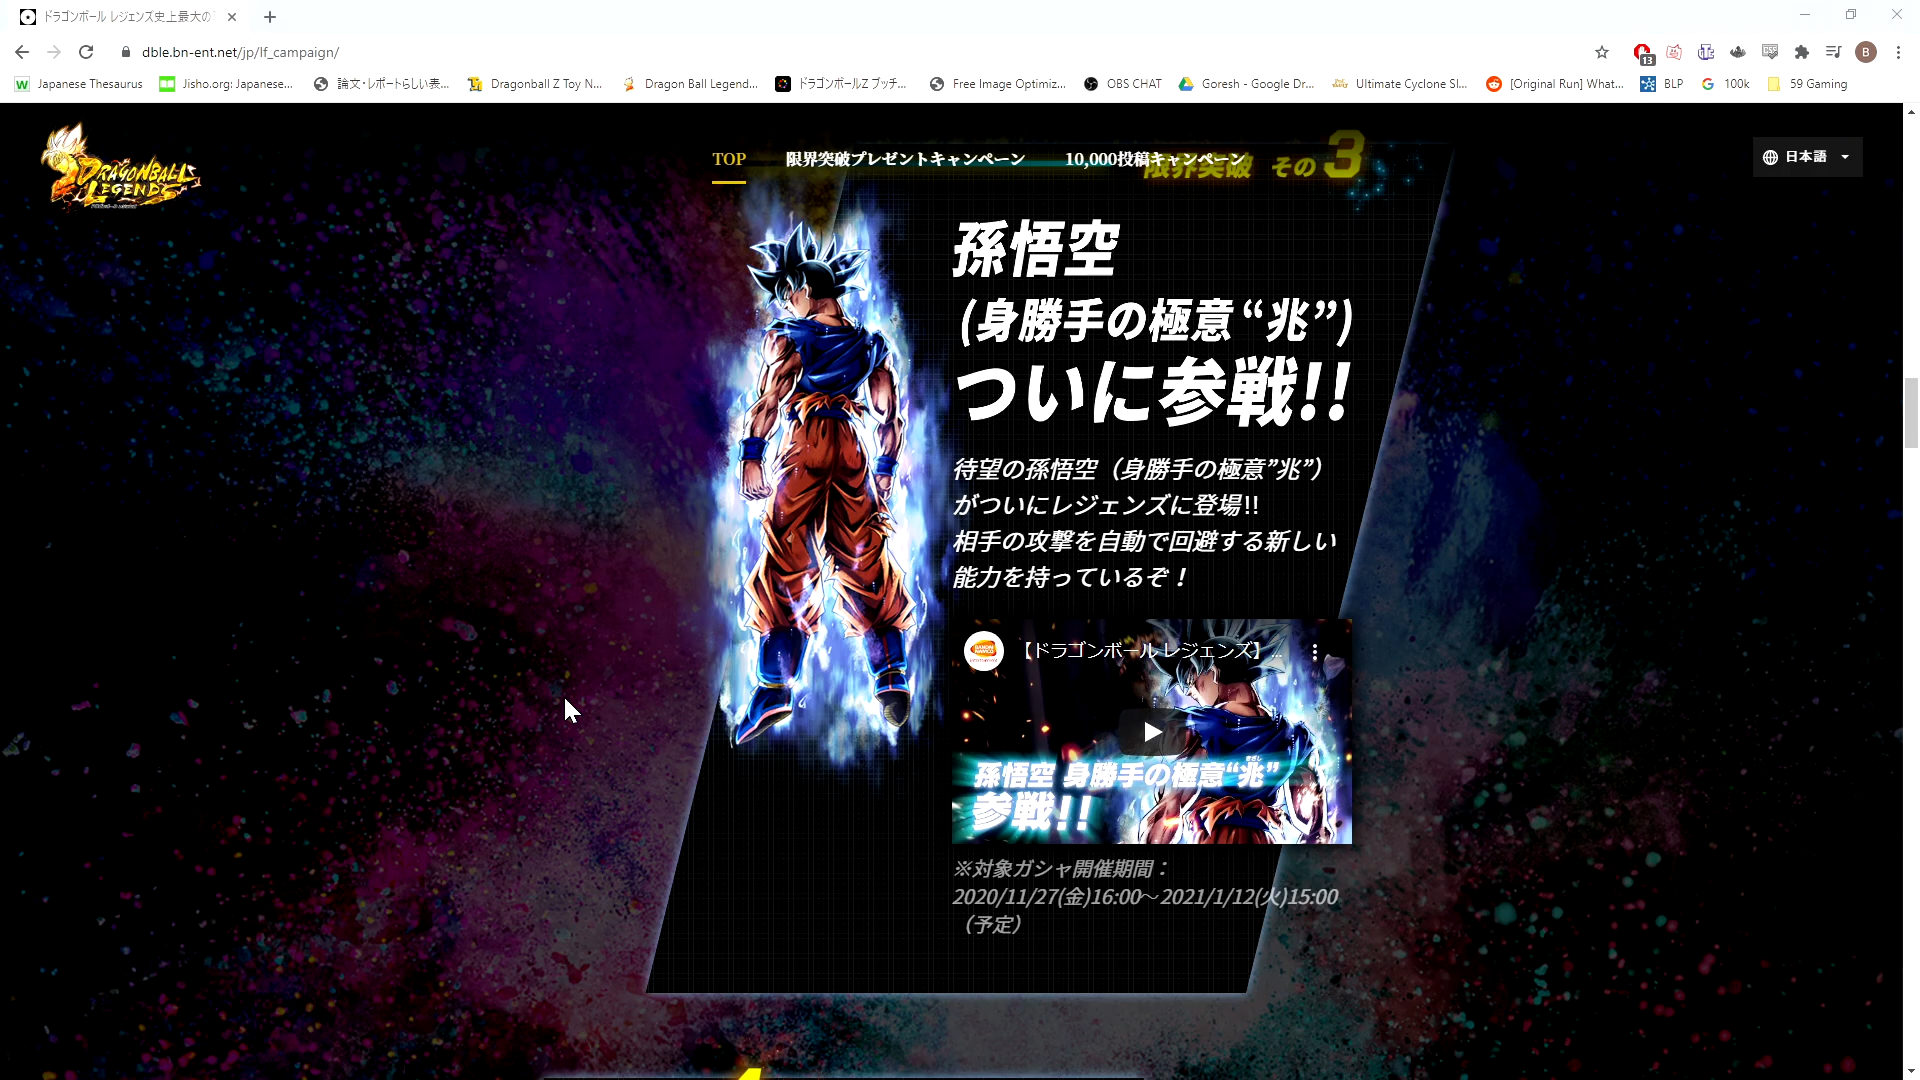 ドラゴンボール レジェンズ史上最大の
dble.bn-ent.net/jp/lf_campaign/
13
B
Japanese Thesaurus
Jisho.org: Japanese...
論文・レポートらしい表...
Dragonball Z Toy N...
Dragon Ball Legend...
ドラゴンボールZ ブッチ...
Free Image Optimiz...
OBS CHAT
Goresh - Google Dr...
Ultimate Cyclone Sl...
[Original Run] What...
BLP
100k
59 Gaming
DRAGONBALL
LEGENDS
TOP
限界突破プレゼントキャンペーン
10,000投稿キャンペーン
日本語
限界突破 その3
孫悟空
(身勝手の極意“兆”)
ついに参戦!!
待望の孫悟空（身勝手の極意”兆”）
がついにレジェンズに登場!!
相手の攻撃を自動で回避する新しい
能力を持っているぞ！
【ドラゴンボール レジェンズ】...
孫悟空 身勝手の極意“兆”
きざし
参戦!!
※対象ガシャ開催期間：
2020/11/27(金)16:00～2021/1/12(火)15:00
（予定）